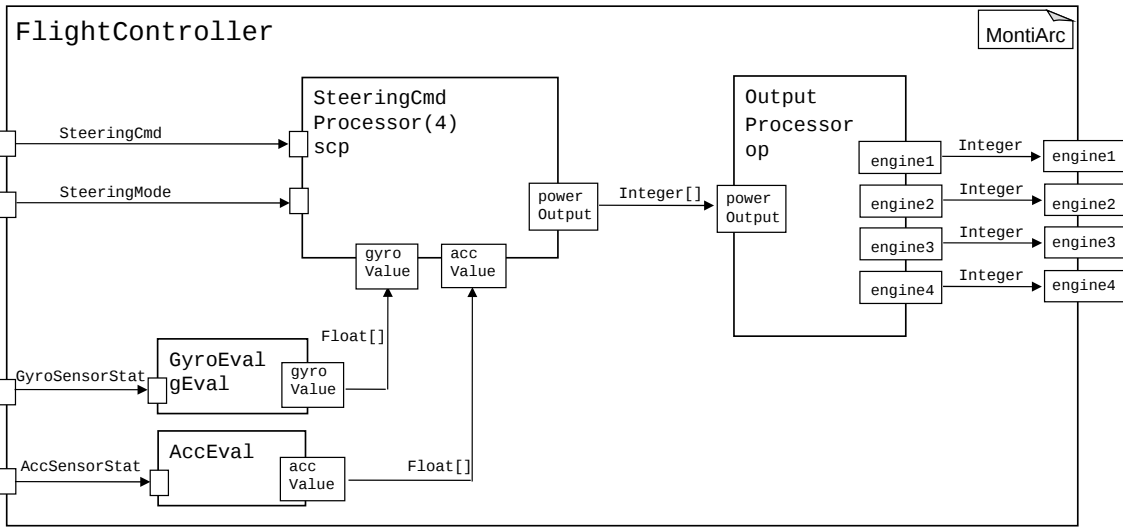 FlightController
MontiArc
SteeringCmd
SteeringCmd
Processor(4)
scp
SteeringMode
power
Output
gyro
Value
acc
Value
Integer[]
Output
Processor
op
power
Output
engine1
engine2
engine3
engine4
Integer
Integer
Integer
Integer
engine1
engine2
engine3
engine4
Float[]
GyroSensorStat
GyroEval
gEval
gyro
Value
AccSensorStat
AccEval
acc
Value
Float[]